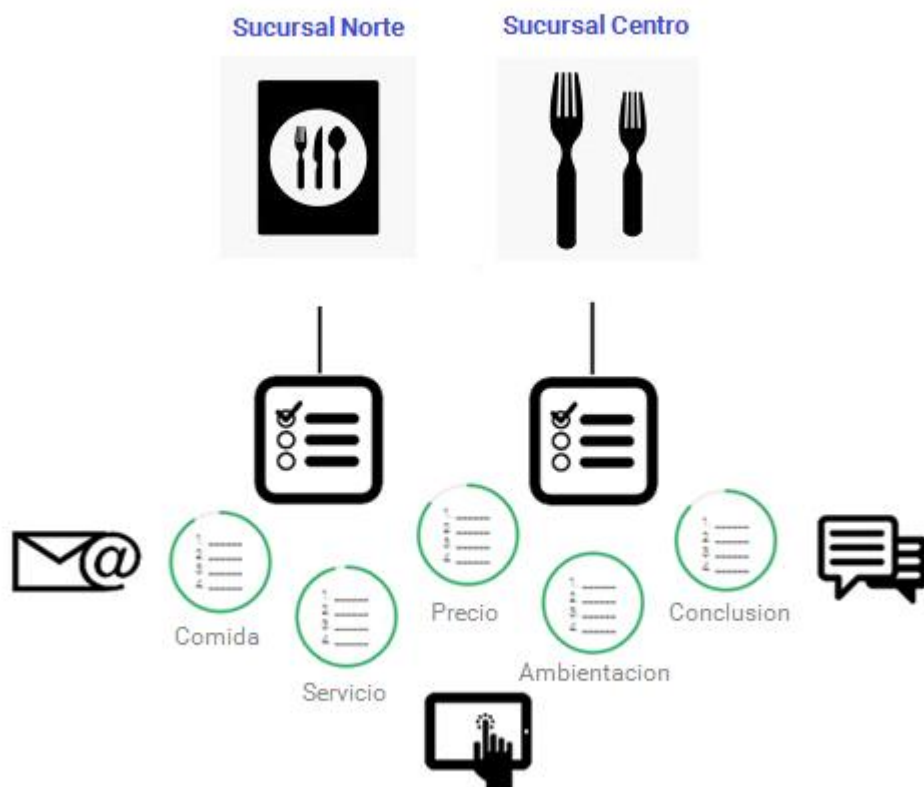 Sucursal Norte
Sucursal Centro
Comida
Servicio
Precio
Ambientacion
Conclusion
@